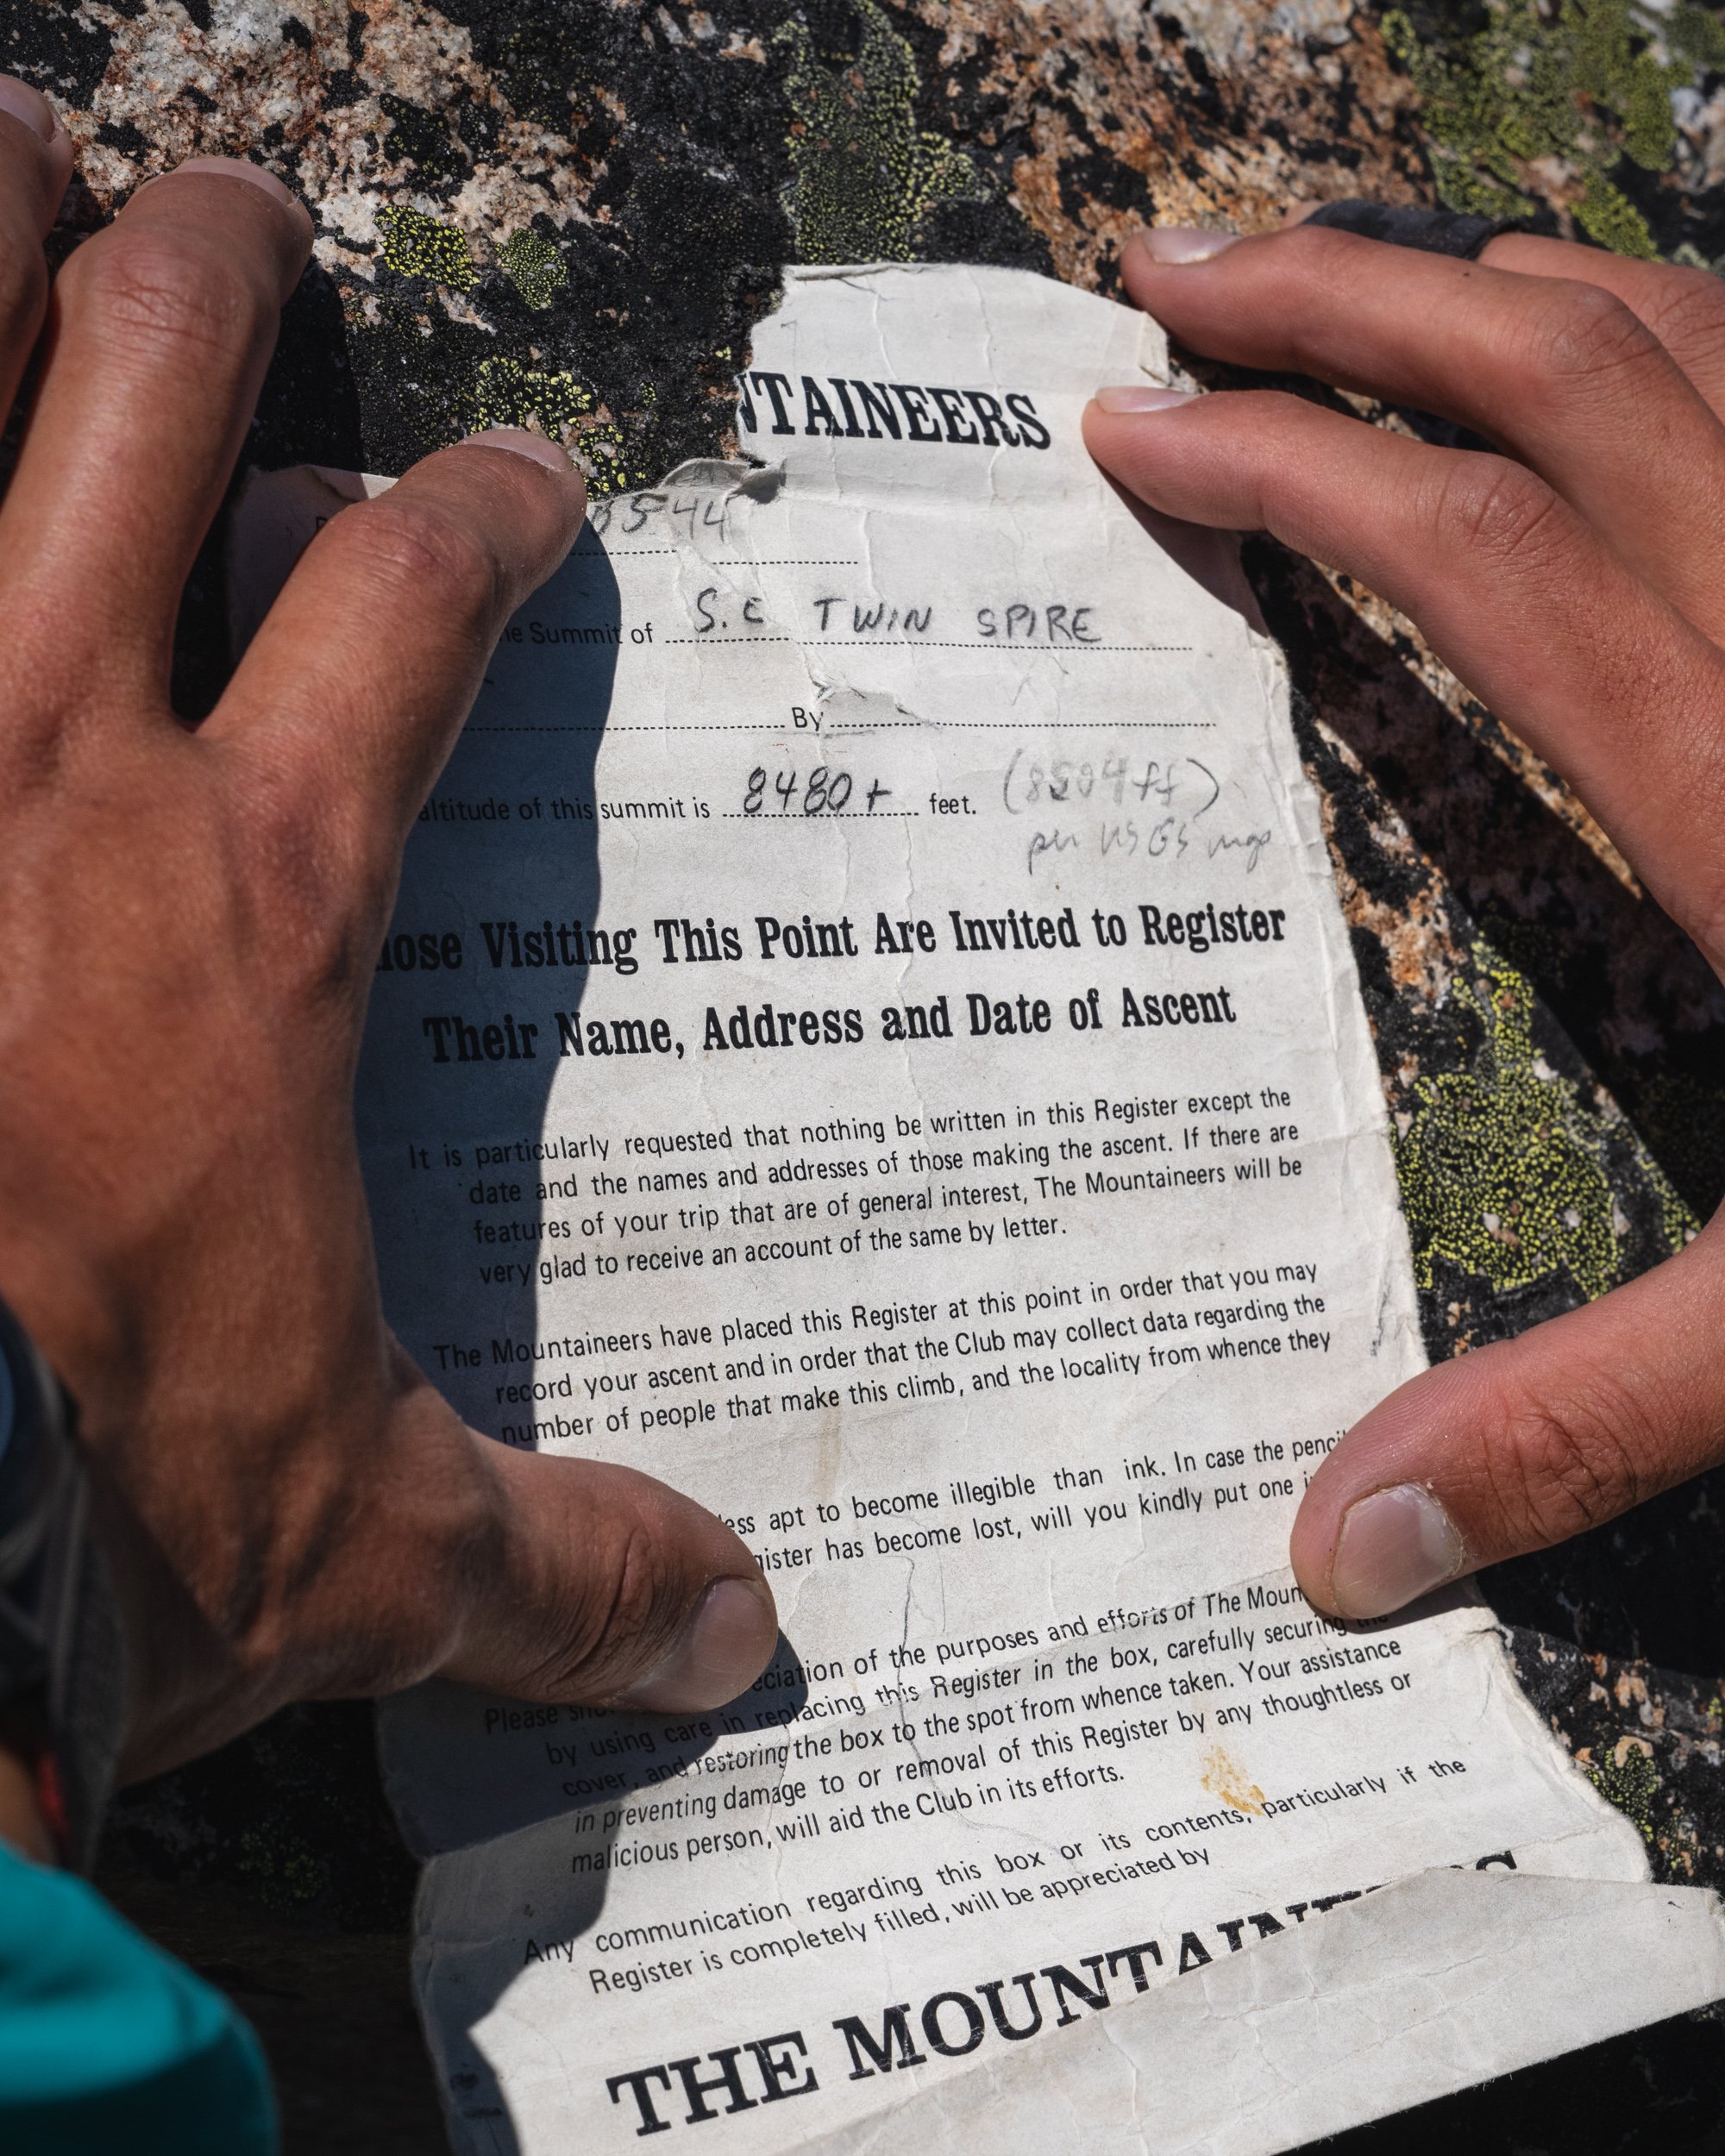 NTAINEERS
5-44
Summit of S.E TWIN SPIRE
By
altitude of this summit is 8480+ feet. (8504 ft)
per USGS map
Visiting This Point Are Invited to Register
Their Name, Address and Date of Ascent
It is particularly requested that nothing be written in this Register except the
date and the names and addresses of those making the ascent. If there are
features of your trip that are of general interest, The Mountaineers will be
very glad to receive an account of the same by letter.
The Mountaineers have placed this Register at this point in order that you may
record your ascent and in order that the Club may collect data regarding the
number of people that make this climb, and the locality from whence they
less apt to become illegible than ink. In case the pencil
gister has become lost, will you kindly put one
ciation of the purposes and efforts of The Moun
Please
by using care in replacing this Register in the box, carefully securing the
cover, and restoring the box to the spot from whence taken. Your assistance
in preventing damage to or removal of this Register by any thoughtless or
malicious person, will aid the Club in its efforts.
Any communication regarding this box or its contents, particularly if the
Register is completely filled, will be appreciated by
THE MOUNTAINEERS